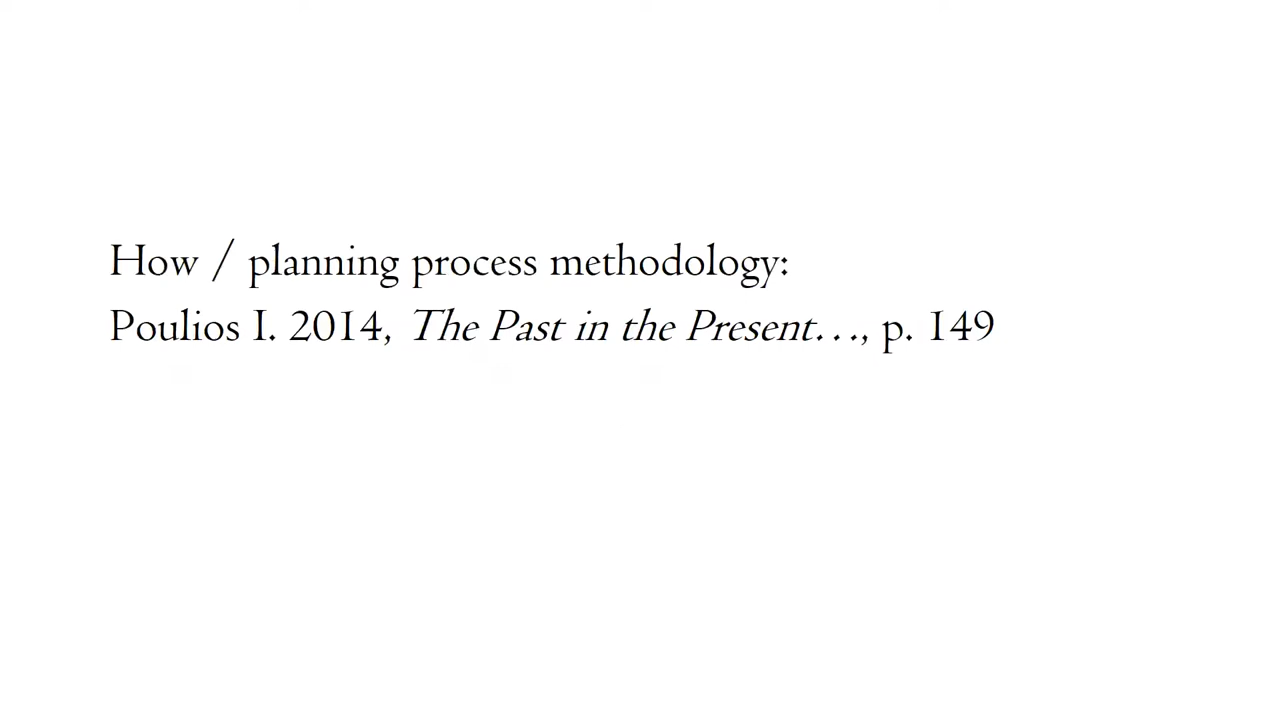 How / planning process methodology:
Poulios I. 2014, The Past in the Present…, p. 149